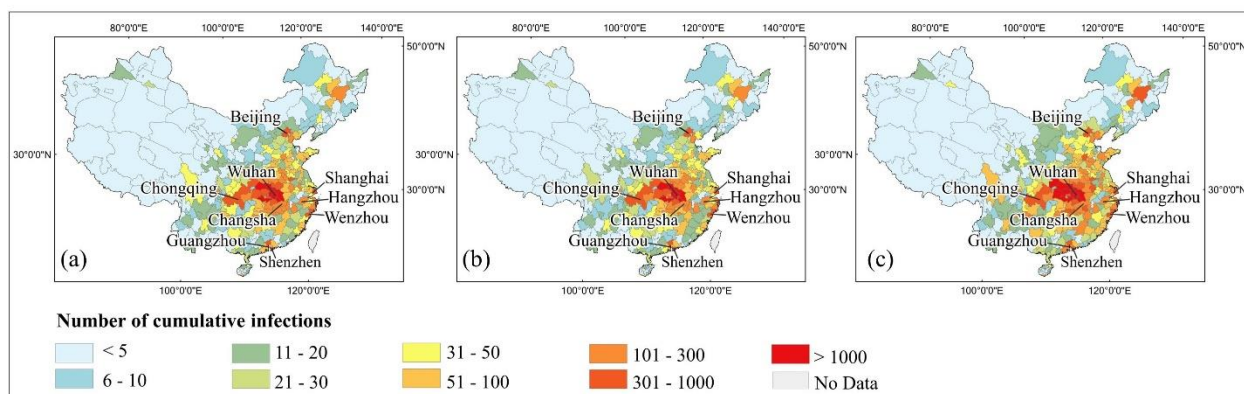 80°0'0"E 100°0'0"E 120°0'0"E 140°0'0"E 80°0'0"E 100°0'0"E 120°0'0"E 140°0'0"E 80°0'0"E 100°0'0"E 120°0'0"E 140°0'0"E
50°0'0"N 50°0'0"N
Beijing Beijing Beijing
30°0'0"N 30°0'0"N 30°0'0"N
Wuhan Wuhan Wuhan
Chongqing Shanghai Chongqing Shanghai Chongqing Shanghai
30°0'0"N Hangzhou Hangzhou Hangzhou 30°0'0"N
Changsha Wenzhou Changsha Wenzhou Changsha Wenzhou
Guangzhou Guangzhou Guangzhou
(a) Shenzhen (b) Shenzhen (c) Shenzhen
100°0'0"E 120°0'0"E 100°0'0"E 120°0'0"E 100°0'0"E 120°0'0"E
Number of cumulative infections
< 5 11 - 20 31 - 50 101 - 300 > 1000
6 - 10 21 - 30 51 - 100 301 - 1000 No Data